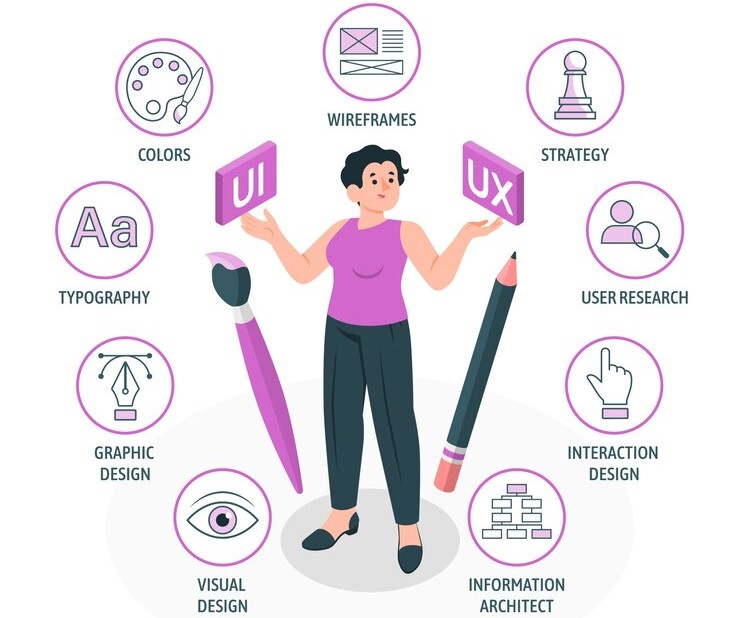 WIREFRAMES
COLORS
STRATEGY
UI
UX
Aa
TYPOGRAPHY
USER RESEARCH
GRAPHIC
DESIGN
INTERACTION
DESIGN
VISUAL
DESIGN
INFORMATION
ARCHITECT